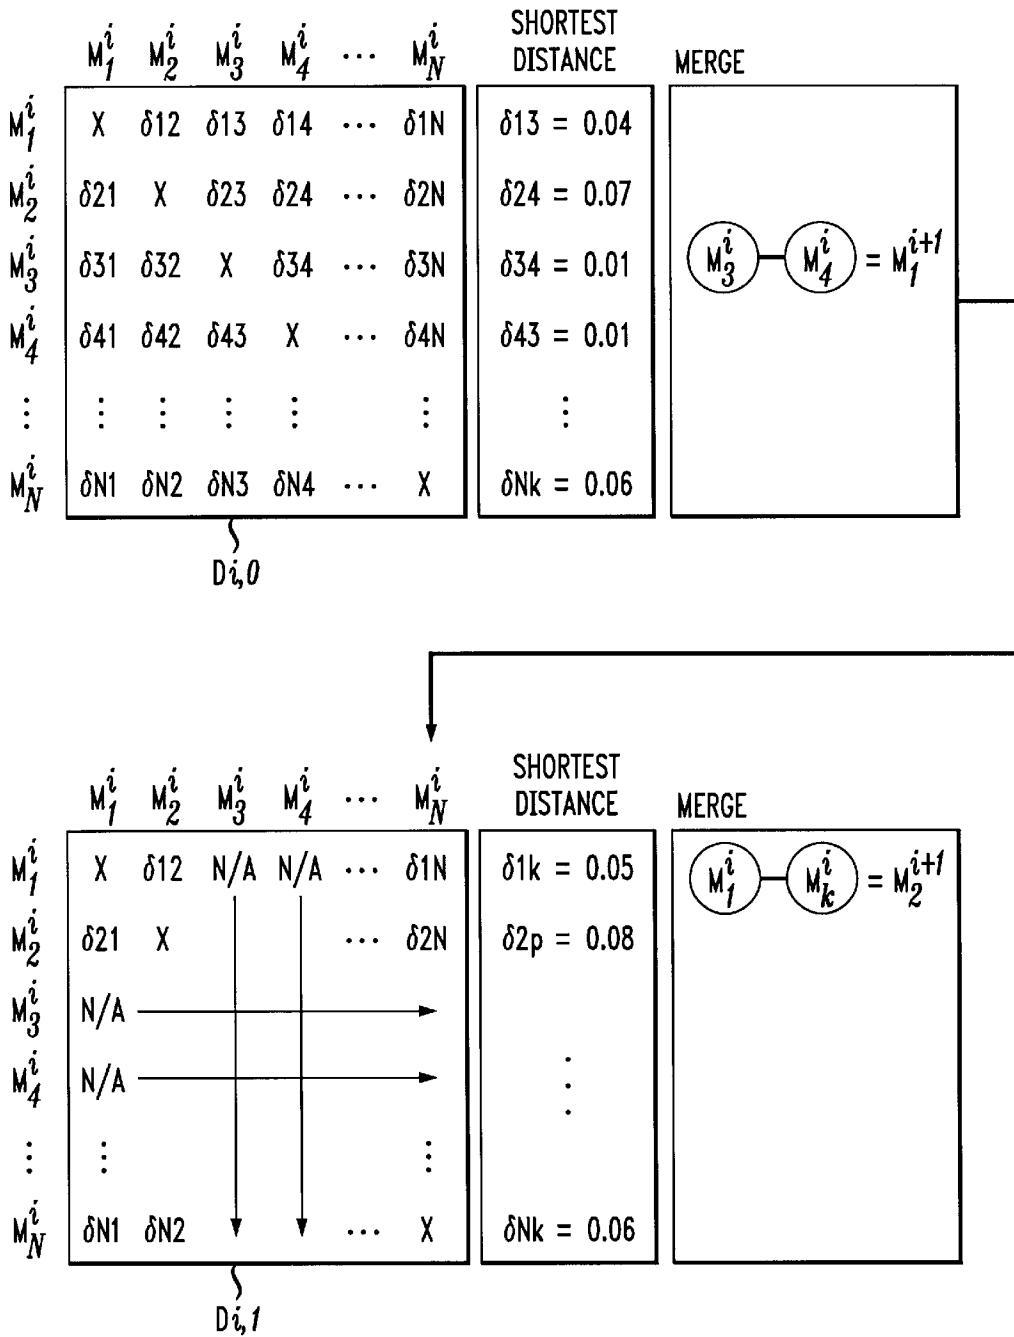 SHORTEST
M₁ⁱ M₂ⁱ M₃ⁱ M₄ⁱ ··· M_Nⁱ DISTANCE MERGE
M₁ⁱ X δ12 δ13 δ14 ··· δ1N δ13 = 0.04
M₂ⁱ δ21 X δ23 δ24 ··· δ2N δ24 = 0.07
M₃ⁱ δ31 δ32 X δ34 ··· δ3N δ34 = 0.01 M₃ⁱ M₄ⁱ = M₁ⁱ⁺¹
M₄ⁱ δ41 δ42 δ43 X ··· δ4N δ43 = 0.01
⋮ ⋮ ⋮ ⋮ ⋮ ⋮ ⋮
M_Nⁱ δN1 δN2 δN3 δN4 ··· X δNk = 0.06
Di,0
SHORTEST
M₁ⁱ M₂ⁱ M₃ⁱ M₄ⁱ ··· M_Nⁱ DISTANCE MERGE
M₁ⁱ X δ12 N/A N/A ··· δ1N δ1k = 0.05 M₁ⁱ M_kⁱ = M₂ⁱ⁺¹
M₂ⁱ δ21 X ··· δ2N δ2p = 0.08
M₃ⁱ N/A
M₄ⁱ N/A ⋮
⋮ ⋮ ⋮
M_Nⁱ δN1 δN2 ··· X δNk = 0.06
Di,1